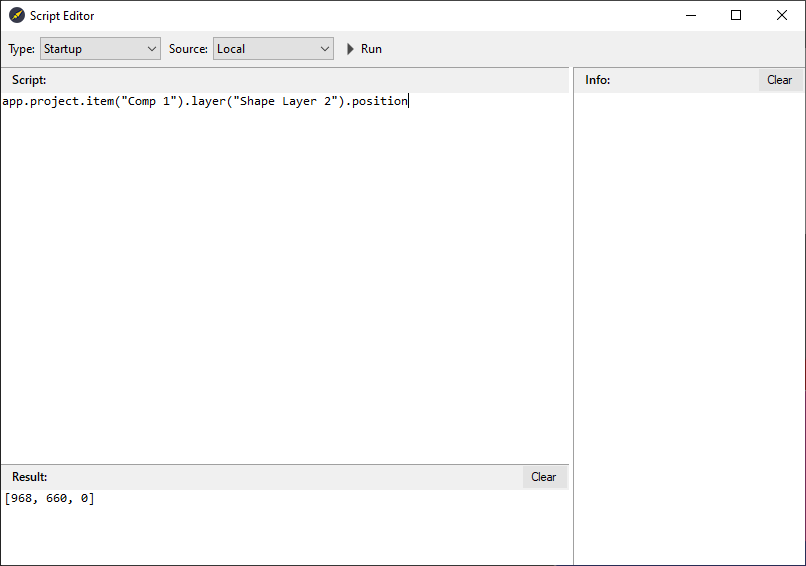 Script Editor
Type: Startup Source: Local Run
Script:
app.project.item("Comp 1").layer("Shape Layer 2").position
Info: Clear
Result: Clear
[968, 660, 0]